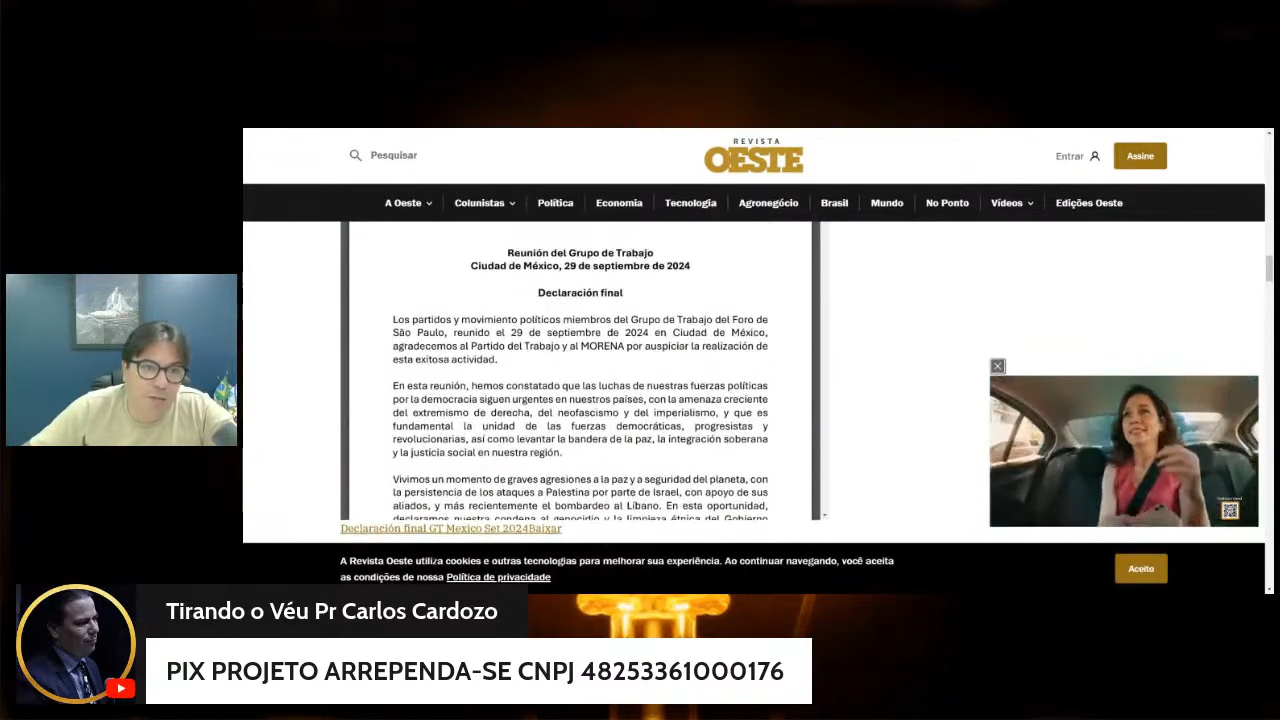 Pesquisar
REVISTA
OESTE
Entrar
Assine
A Oeste
Colunistas
Política
Economia
Tecnologia
Agronegócio
Brasil
Mundo
No Ponto
Vídeos
Edições Oeste
Reunión del Grupo de Trabajo
Ciudad de México, 29 de septiembre de 2024
Declaración final
Los partidos y movimiento políticos miembros del Grupo de Trabajo del Foro de
São Paulo, reunido el 29 de septiembre de 2024 en Ciudad de México,
agradecemos al Partido del Trabajo y al MORENA por auspiciar la realización de
esta exitosa actividad.
En esta reunión, hemos constatado que las luchas de nuestras fuerzas políticas
por la democracia siguen urgentes en nuestros países, con la amenaza creciente
del extremismo de derecha, del neofascismo y del imperialismo, y que es
fundamental la unidad de las fuerzas democráticas, progresistas y
revolucionarias, así como levantar la bandera de la paz, la integración soberana
y la justicia social en nuestra región.
Vivimos un momento de graves agresiones a la paz y a seguridad del planeta, con
la persistencia de los ataques a Palestina por parte de Israel, con apoyo de sus
aliados, y más recientemente el bombardeo al Líbano. En esta oportunidad,
declaramos nuestra condena al genocidio y la limpieza étnica del Gobierno
Declaración final GT Mexico Set 2024Baixar
A Revista Oeste utiliza cookies e outras tecnologias para melhorar sua experiência. Ao continuar navegando, você aceita
as condições de nossa Política de privacidade
Aceito
Tirando o Véu Pr Carlos Cardozo
PIX PROJETO ARREPENDA-SE CNPJ 48253361000176